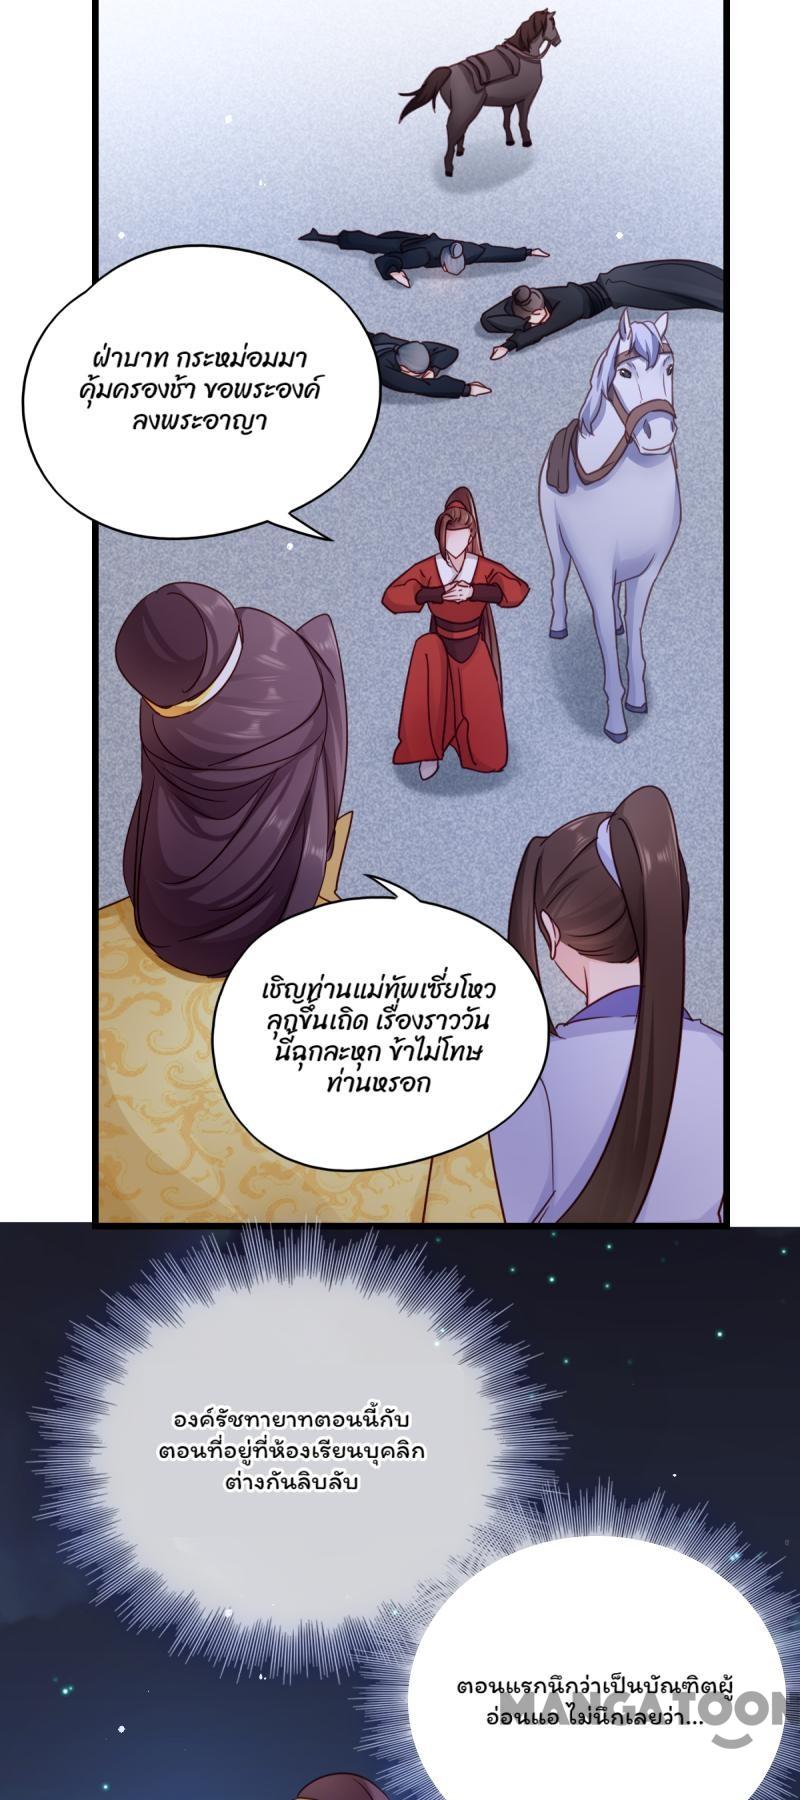 ฝ่าบาท กระหม่อมมา
คุ้มครองช้า ขอพระองค์
ลงพระอาญา
เชิญท่านแม่ทัพเซี่ยโหว
ลุกขึ้นเถิด เรื่องราววัน
นี้ฉุกละหุก ข้าไม่โทษ
ท่านหรอก
องค์รัชทายาทตอนนี้กับ
ตอนที่อยู่ที่ห้องเรียนบุคลิก
ต่างกันลิบลับ
ตอนแรกนึกว่าเป็นบัณฑิตผู้
อ่อนแอ ไม่นึกเลยว่า...
MANGATOON